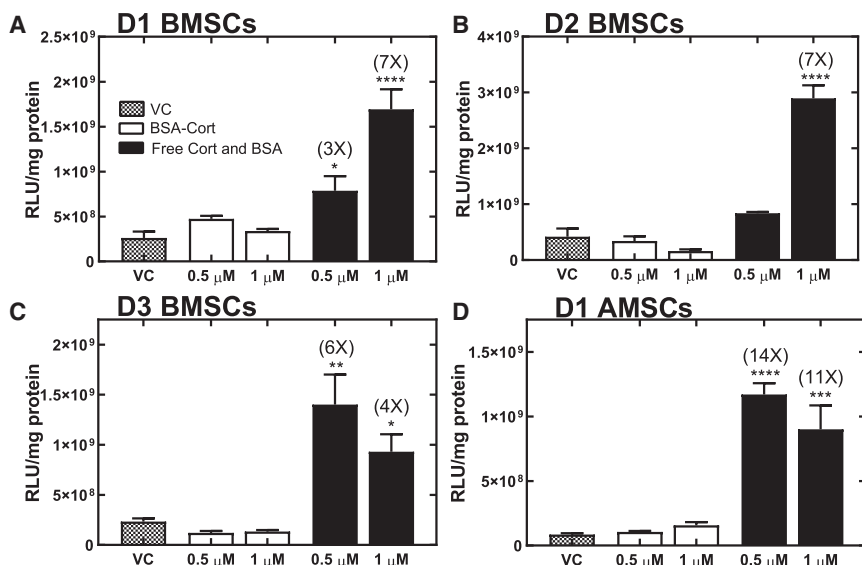 A D1 BMSCs
RLU/mg protein
2.5×10⁹
2×10⁹
1.5×10⁹
1×10⁹
5×10⁸
0
VC
BSA-Cort
Free Cort and BSA
(3X)
*
(7X)
****
VC 0.5 μM 1 μM 0.5 μM 1 μM
B D2 BMSCs
RLU/mg protein
4×10⁹
3×10⁹
2×10⁹
1×10⁹
0
(7X)
****
VC 0.5 μM 1 μM 0.5 μM 1 μM
C D3 BMSCs
RLU/mg protein
2×10⁹
1.5×10⁹
1×10⁹
5×10⁸
0
(6X)
**
(4X)
*
VC 0.5 μM 1 μM 0.5 μM 1 μM
D D1 AMSCs
RLU/mg protein
1.5×10⁹
1×10⁹
5×10⁸
0
(14X)
****
(11X)
***
VC 0.5 μM 1 μM 0.5 μM 1 μM